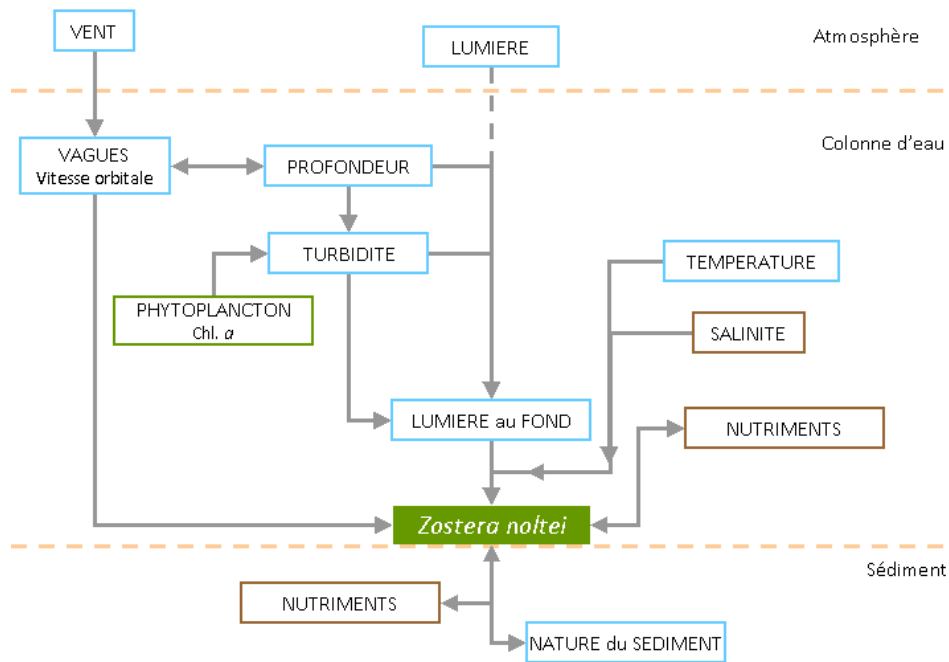 VENT
LUMIERE
Atmosphère
VAGUES
Vitesse orbitale
PROFONDEUR
Colonne d'eau
TURBIDITE
TEMPERATURE
PHYTOPLANCTON
Chl. a
SALINITE
LUMIERE au FOND
NUTRIMENTS
Zostera noltei
Sédiment
NUTRIMENTS
NATURE du SEDIMENT